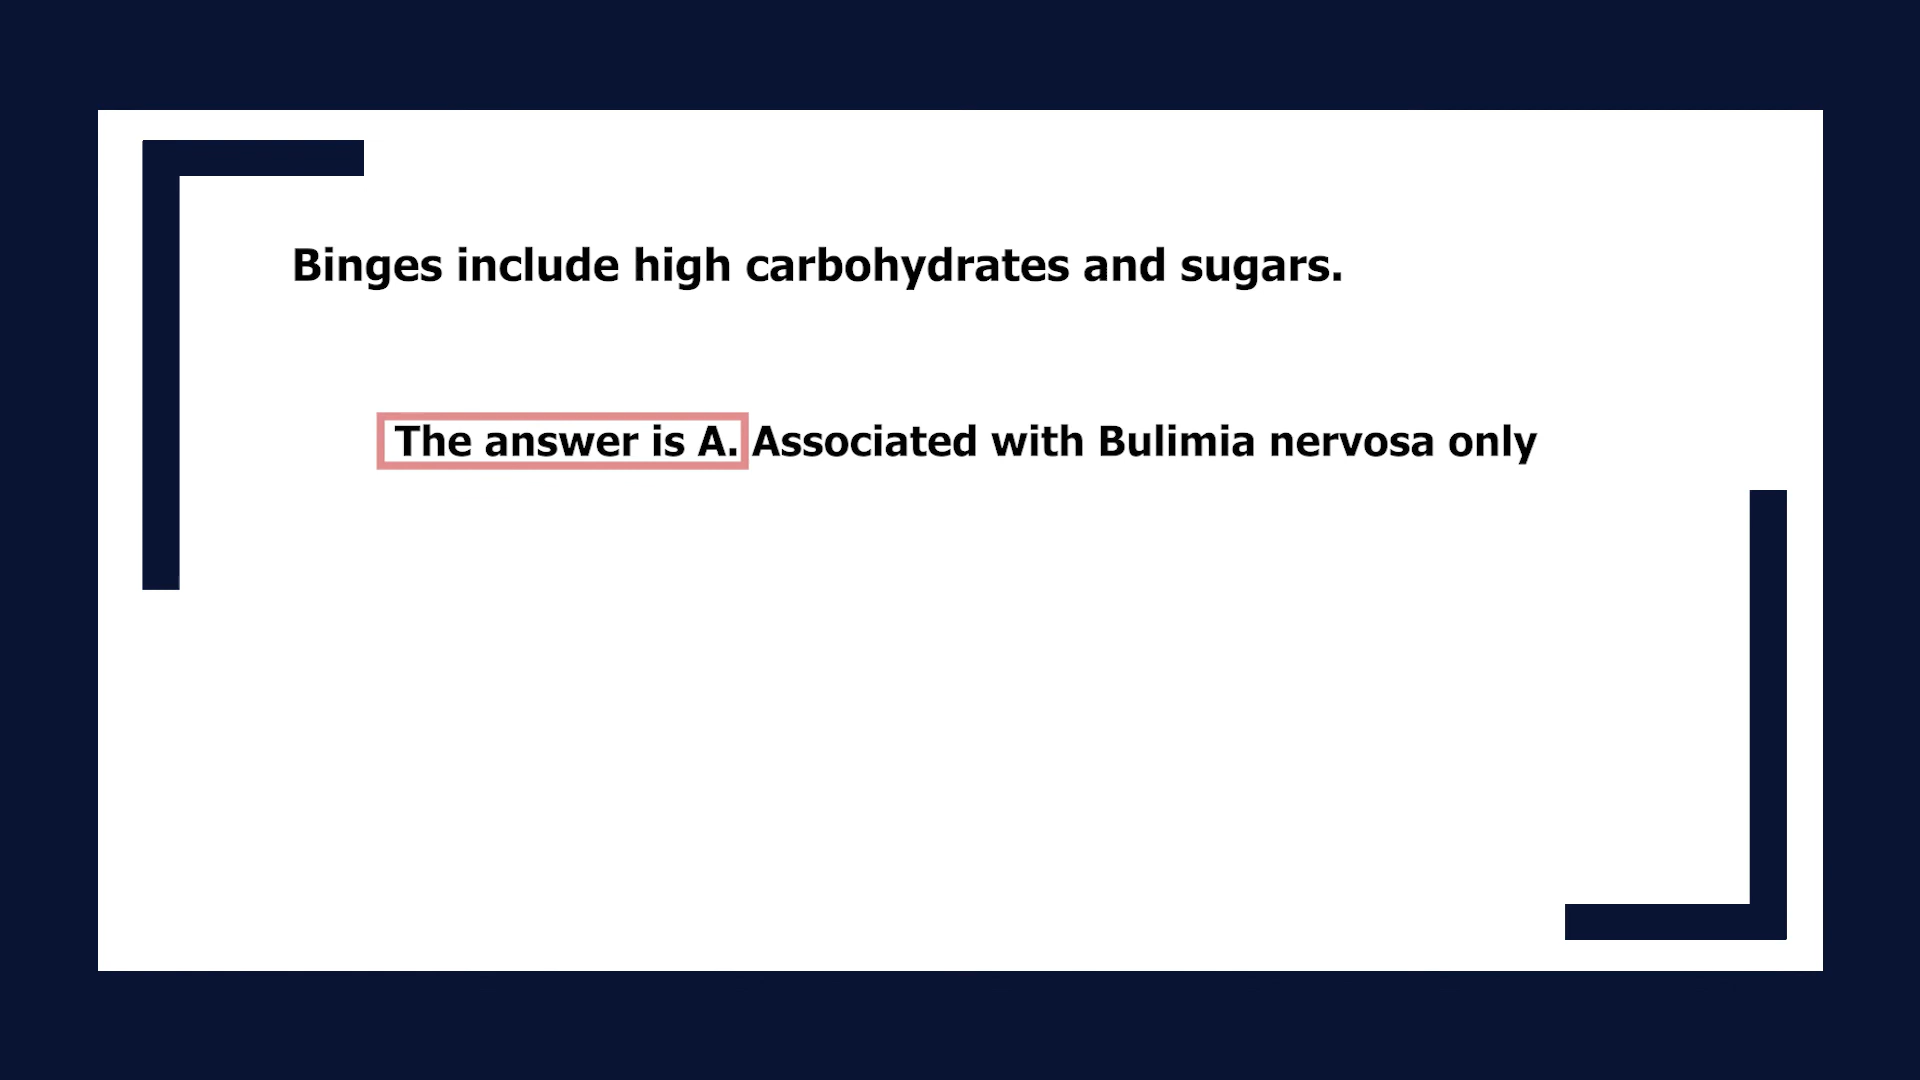 Binges include high carbohydrates and sugars.
The answer is A. Associated with Bulimia nervosa only